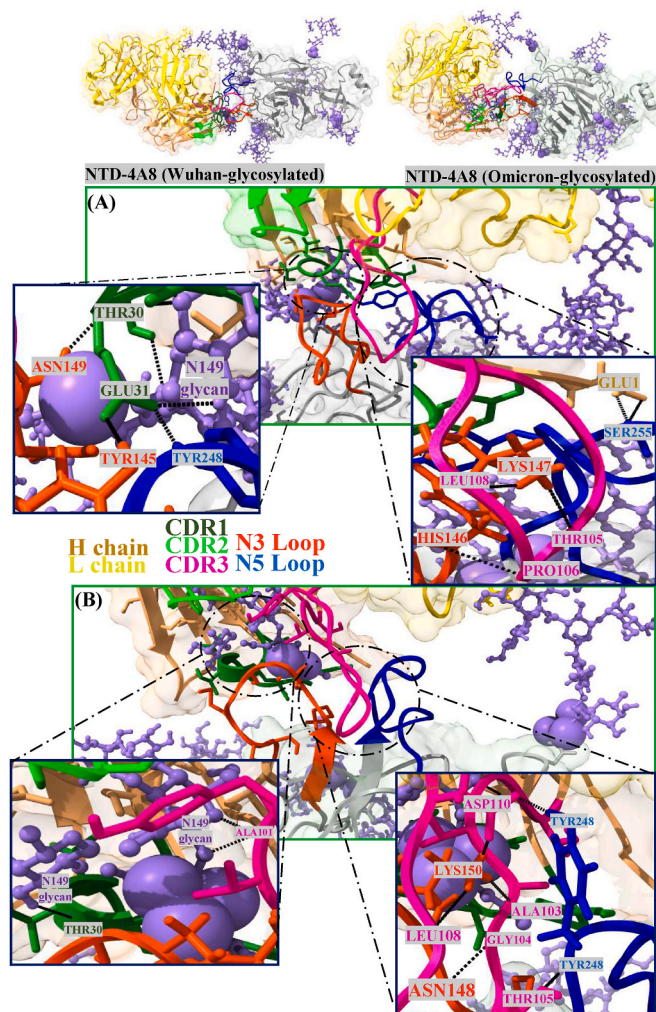 NTD-4A8 (Wuhan-glycosylated)
NTD-4A8 (Omicron-glycosylated)
(A)
THR30
ASN149
N149
glycan
GLU31
TYR145
TYR248
GLU1
SER255
LYS147
LEU108
HIS146
THR105
PRO106
H chain
L chain
CDR1
CDR2
CDR3
N3 Loop
N5 Loop
(B)
N149
glycan
ALA101
N149
glycan
THR30
ASP110
TYR248
LYS150
ALA103
LEU108
GLY104
TYR248
ASN148
THR105